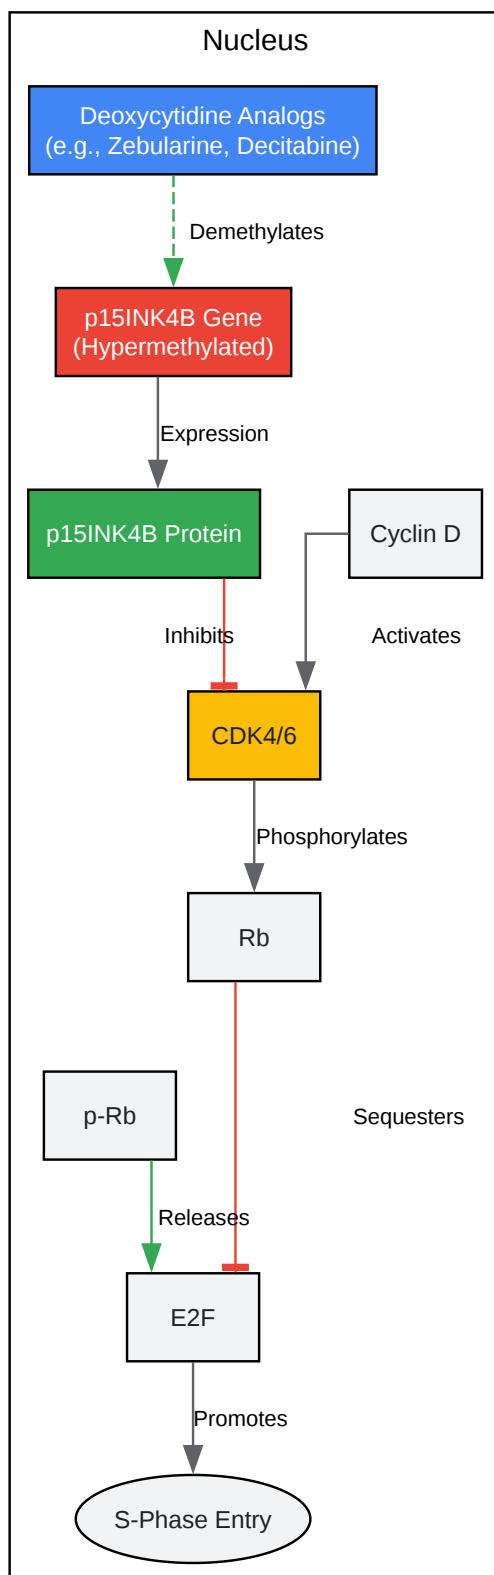 Nucleus
Deoxycytidine Analogs
(e.g., Zebularine, Decitabine)
Demethylates
p15INK4B Gene
(Hypermethylated)
Expression
p15INK4B Protein
Cyclin D
Inhibits
Activates
CDK4/6
Phosphorylates
Rb
p-Rb
Sequesters
Releases
E2F
Promotes
S-Phase Entry